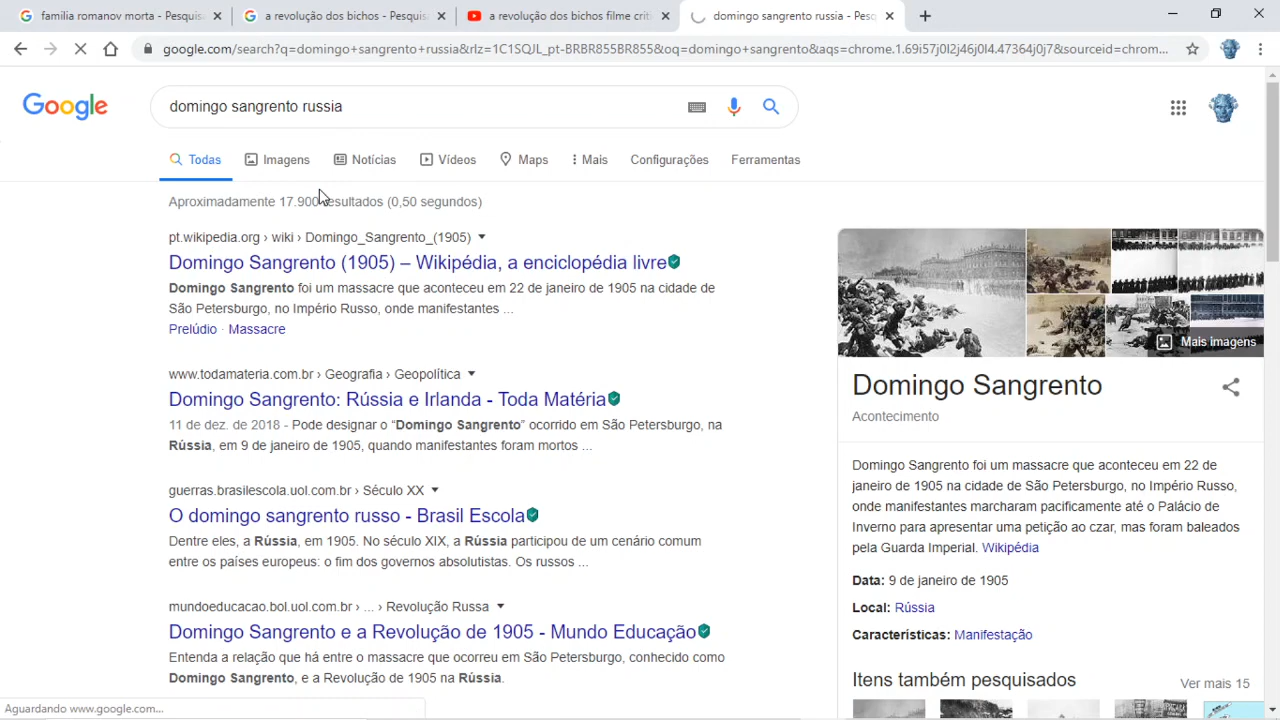 familia romanov morta - Pesquis
a revolução dos bichos - Pesquis
a revolução dos bichos filme criti
domingo sangrento russia - Pesq
google.com/search?q=domingo+sangrento+russia&rlz=1C1SQJL_pt-BRBR855BR855&oq=domingo+sangrento&aqs=chrome.1.69i57j0l2j46j0l4.47364j0j7&sourceid=chrom...
Google
domingo sangrento russia
Todas
Imagens
Notícias
Vídeos
Maps
Mais
Configurações
Ferramentas
Aproximadamente 17.900 resultados (0,50 segundos)
pt.wikipedia.org › wiki › Domingo_Sangrento_(1905)
Domingo Sangrento (1905) – Wikipédia, a enciclopédia livre
Domingo Sangrento foi um massacre que aconteceu em 22 de janeiro de 1905 na cidade de
São Petersburgo, no Império Russo, onde manifestantes ...
Prelúdio · Massacre
www.todamateria.com.br › Geografia › Geopolítica
Domingo Sangrento: Rússia e Irlanda - Toda Matéria
11 de dez. de 2018 - Pode designar o “Domingo Sangrento” ocorrido em São Petersburgo, na
Rússia, em 9 de janeiro de 1905, quando manifestantes foram mortos ...
guerras.brasilescola.uol.com.br › Século XX
O domingo sangrento russo - Brasil Escola
Dentre eles, a Rússia, em 1905. No século XIX, a Rússia participou de um cenário comum
entre os países europeus: o fim dos governos absolutistas. Os russos ...
mundoeducacao.bol.uol.com.br › ... › Revolução Russa
Domingo Sangrento e a Revolução de 1905 - Mundo Educação
Entenda a relação que há entre o massacre que ocorreu em São Petersburgo, conhecido como
Domingo Sangrento, e a Revolução de 1905 na Rússia.
Aguardando www.google.com...
Mais imagens
Domingo Sangrento
Acontecimento
Domingo Sangrento foi um massacre que aconteceu em 22 de
janeiro de 1905 na cidade de São Petersburgo, no Império Russo,
onde manifestantes marcharam pacificamente até o Palácio de
Inverno para apresentar uma petição ao czar, mas foram baleados
pela Guarda Imperial. Wikipédia
Data: 9 de janeiro de 1905
Local: Rússia
Características: Manifestação
Itens também pesquisados
Ver mais 15